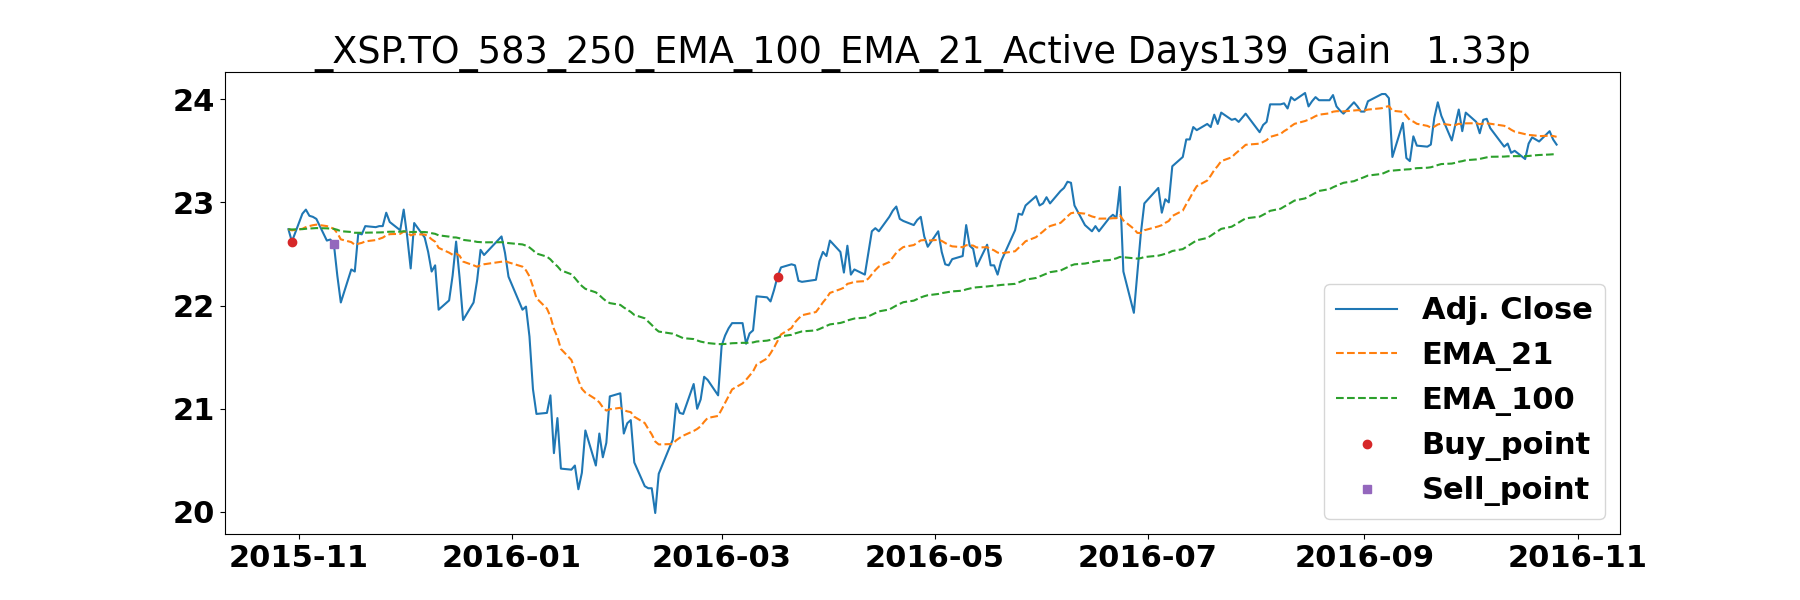 _XSP.TO_583_250_EMA_100_EMA_21_Active Days139_Gain   1.33p
24
23
22
21
20
2015-11
2016-01
2016-03
2016-05
2016-07
2016-09
2016-11
Adj. Close
EMA_21
EMA_100
Buy_point
Sell_point